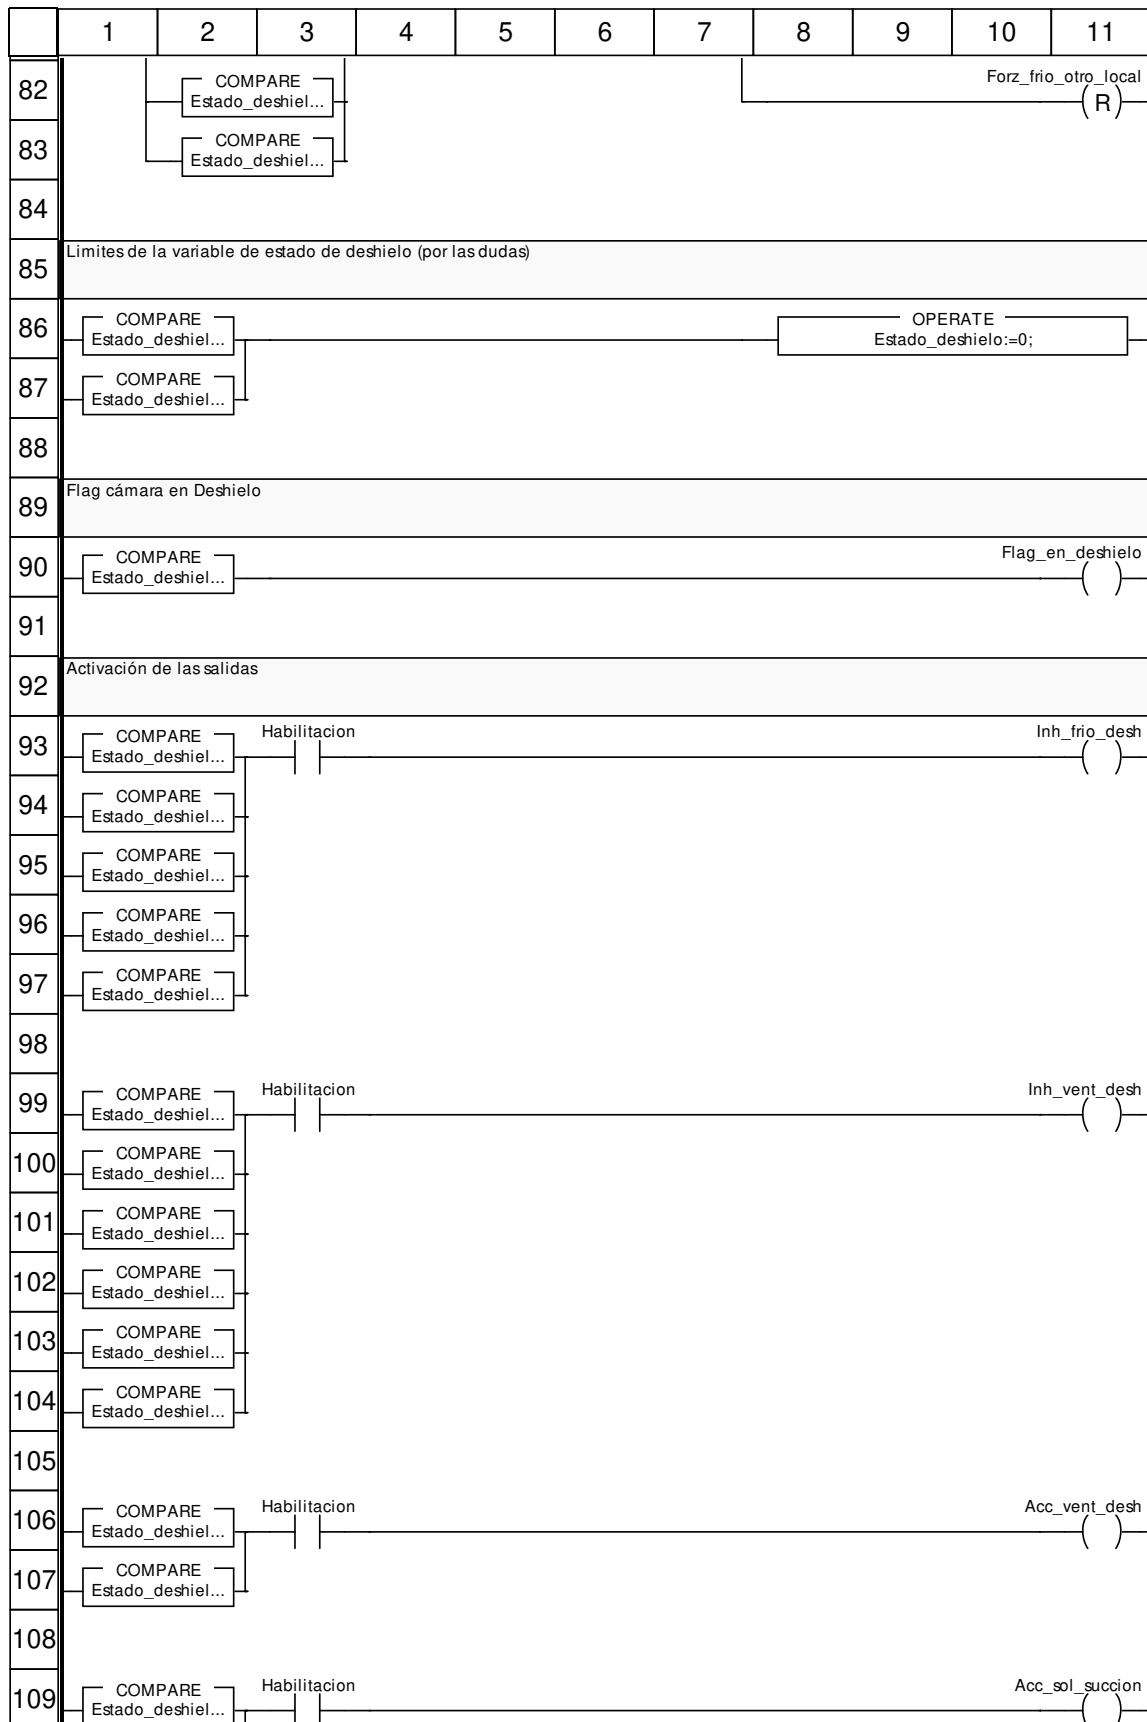 1 2 3 4 5 6 7 8 9 10 11
82 COMPARE Forz_frio_otro_local
Estado_deshiel... R
83 COMPARE
Estado_deshiel...
84
85 Limites de la variable de estado de deshielo (por las dudas)
86 COMPARE OPERATE
Estado_deshiel... Estado_deshielo:=0;
87 COMPARE
Estado_deshiel...
88
89 Flag cámara en Deshielo
90 COMPARE Flag_en_deshielo
Estado_deshiel...
91
92 Activación de las salidas
93 COMPARE Habilitacion Inh_frio_desh
Estado_deshiel...
94 COMPARE
Estado_deshiel...
95 COMPARE
Estado_deshiel...
96 COMPARE
Estado_deshiel...
97 COMPARE
Estado_deshiel...
98
99 COMPARE Habilitacion Inh_vent_desh
Estado_deshiel...
100 COMPARE
Estado_deshiel...
101 COMPARE
Estado_deshiel...
102 COMPARE
Estado_deshiel...
103 COMPARE
Estado_deshiel...
104 COMPARE
Estado_deshiel...
105
106 COMPARE Habilitacion Acc_vent_desh
Estado_deshiel...
107 COMPARE
Estado_deshiel...
108
109 COMPARE Habilitacion Acc_sol_succion
Estado_deshiel...